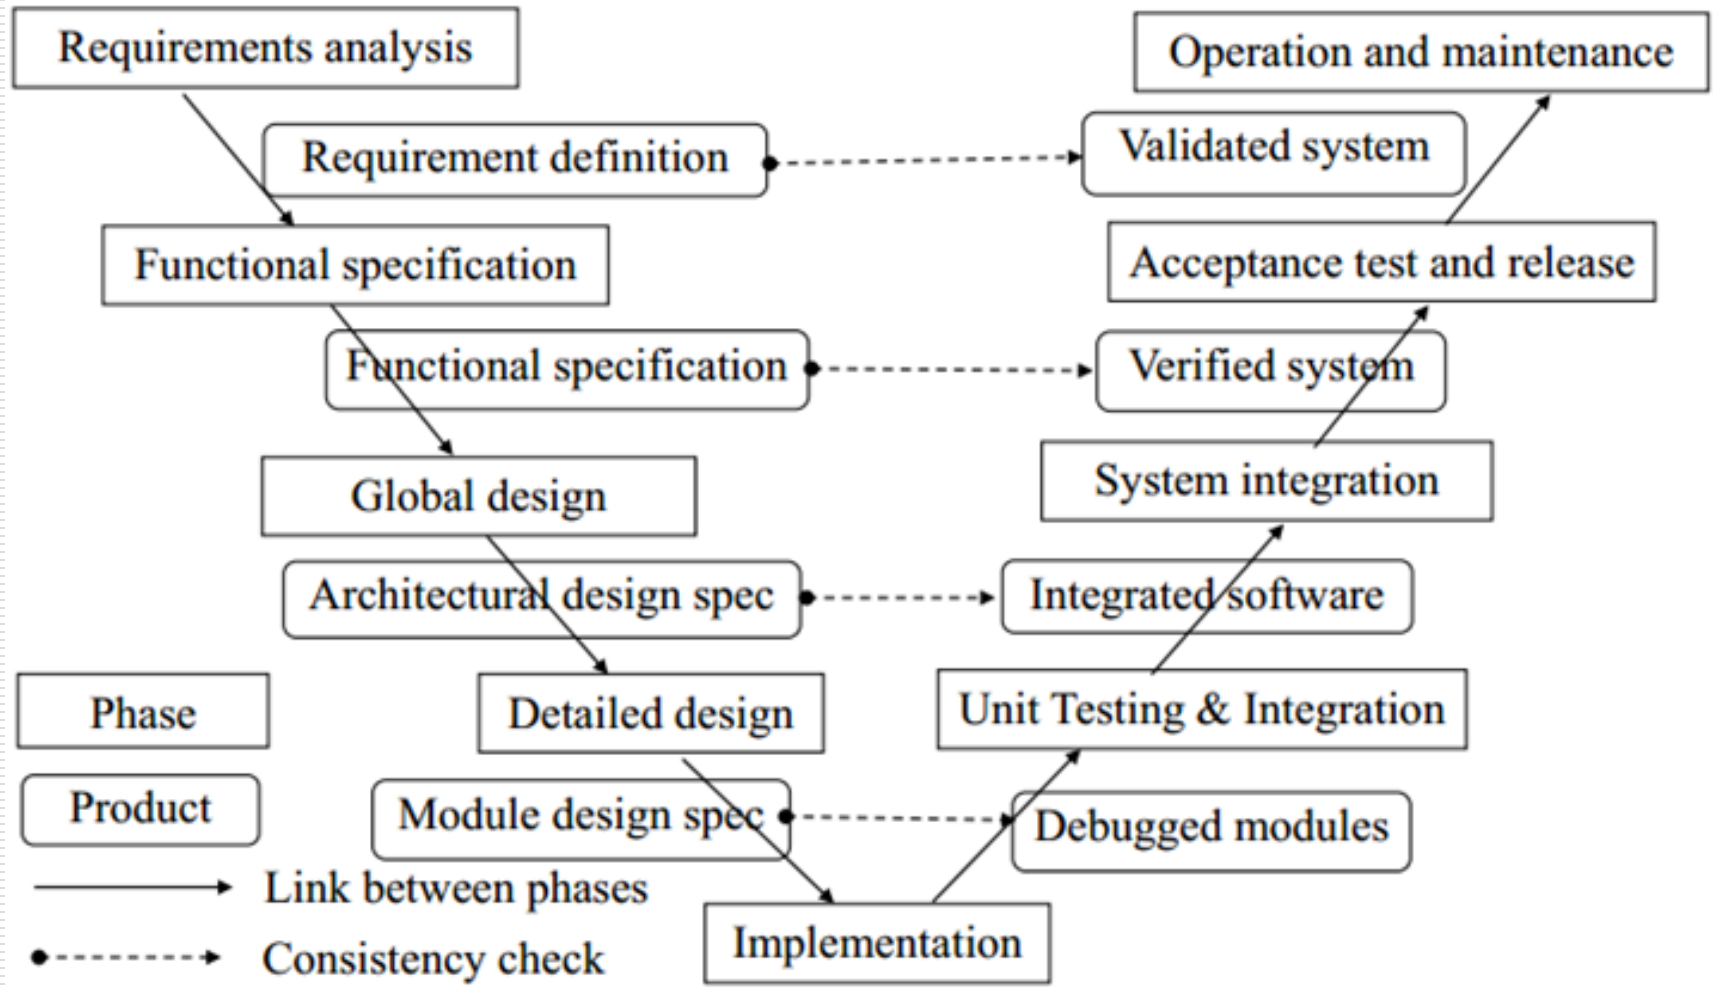 Requirements analysis
Operation and maintenance
Requirement definition
Validated system
Functional specification
Acceptance test and release
Functional specification
Verified system
Global design
System integration
Architectural design spec
Integrated software
Phase
Detailed design
Unit Testing & Integration
Product
Module design spec
Debugged modules
Link between phases
Implementation
Consistency check